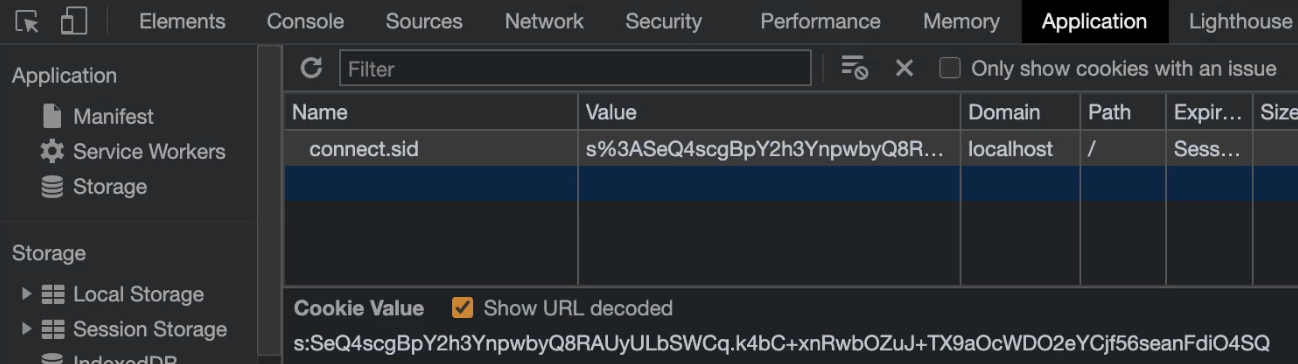 Elements Console Sources Network Security Performance Memory Application Lighthouse
Application
Manifest
Service Workers
Storage
Storage
Local Storage
Session Storage
IndexedDB
Filter Only show cookies with an issue
Name Value Domain Path Expir... Size
connect.sid s%3ASeQ4scgBpY2h3YnpwbyQ8R... localhost / Sess...
Cookie Value Show URL decoded
s:SeQ4scgBpY2h3YnpwbyQ8RAUyULbSWCq.k4bC+xnRwbOZuJ+TX9aOcWDO2eYCjf56seanFdiO4SQ